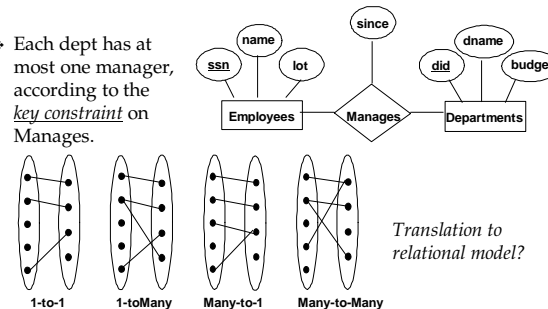 Each dept has at
most one manager,
according to the
key constraint on
Manages.
since
name
ssn
lot
dname
did
budge
Employees
Manages
Departments
Translation to
relational model?
1-to-1
1-toMany
Many-to-1
Many-to-Many